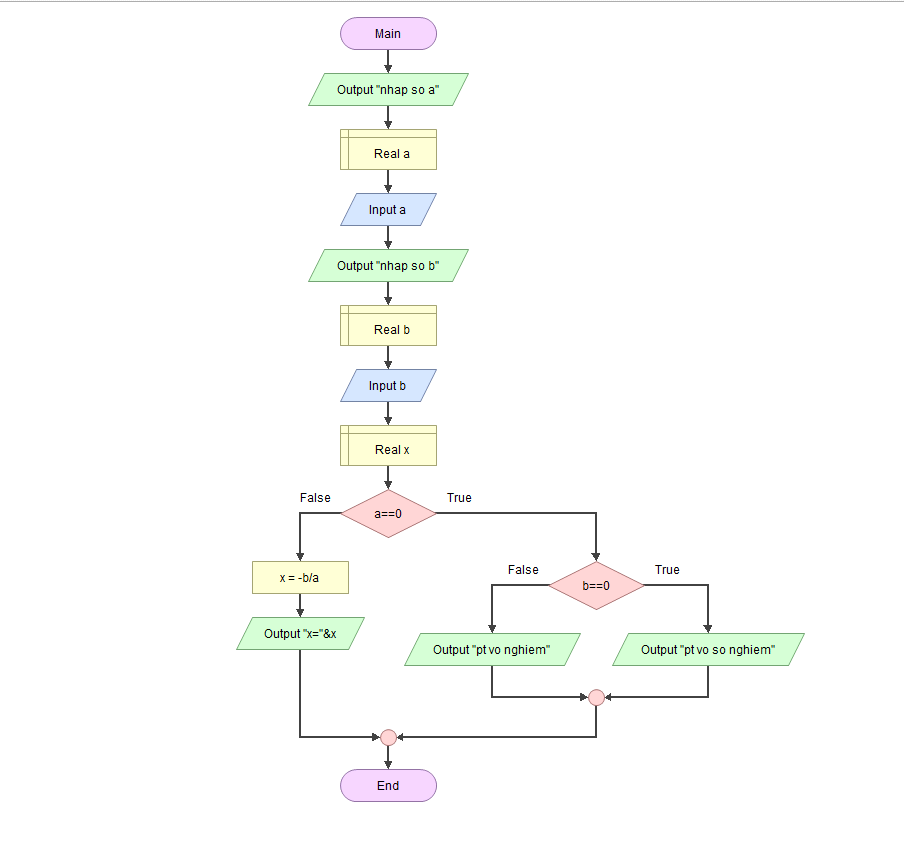 Main
Output "nhap so a"
Real a
Input a
Output "nhap so b"
Real b
Input b
Real x
False
True
a==0
x = -b/a
Output "x="&x
False
True
b==0
Output "pt vo nghiem"
Output "pt vo so nghiem"
End